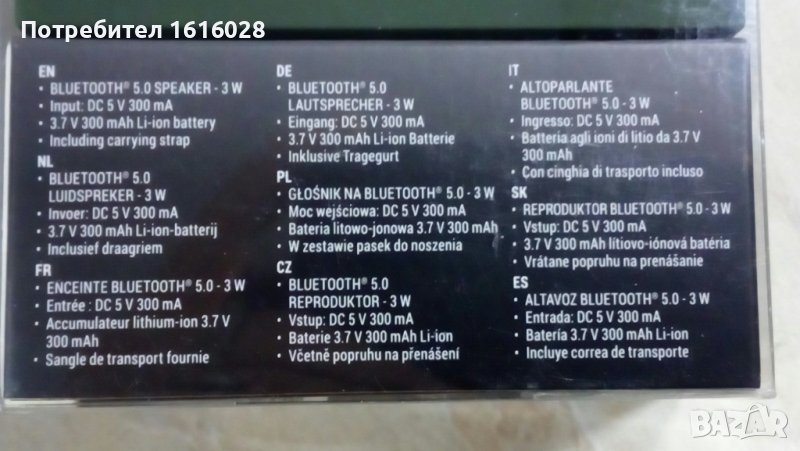 Потребител 1616028
EN
• BLUETOOTH® 5.0 SPEAKER - 3 W
• Input: DC 5 V 300 mA
• 3.7 V 300 mAh Li-ion battery
• Including carrying strap
NL
• BLUETOOTH® 5.0
LUIDSPREKER - 3 W
• Invoer: DC 5 V 300 mA
• 3.7 V 300 mAh Li-ion-batterij
• Inclusief draagriem
FR
• ENCEINTE BLUETOOTH® 5.0 - 3 W
• Entrée : DC 5 V 300 mA
• Accumulateur lithium-ion 3.7 V
300 mAh
• Sangle de transport fournie
DE
• BLUETOOTH® 5.0
LAUTSPRECHER - 3 W
• Eingang: DC 5 V 300 mA
• 3.7 V 300 mAh Li-ion Batterie
• Inklusive Tragegurt
PL
• GŁOŚNIK NA BLUETOOTH® 5.0 - 3 W
• Moc wejściowa: DC 5 V 300 mA
• Bateria litowo-jonowa 3.7 V 300 mAh
• W zestawie pasek do noszenia
CZ
• BLUETOOTH® 5.0
REPRODUKTOR - 3 W
• Vstup: DC 5 V 300 mA
• Baterie 3.7 V 300 mAh Li-ion
• Včetně popruhu na přenášení
IT
• ALTOPARLANTE
BLUETOOTH® 5.0 - 3 W
• Ingresso: DC 5 V 300 mA
• Batteria agli ioni di litio da 3.7 V
300 mAh
• Con cinghia di trasporto incluso
SK
• REPRODUKTOR BLUETOOTH® 5.0 - 3 W
• Vstup: DC 5 V 300 mA
• 3.7 V 300 mAh lítiovo-iónová batéria
• Vrátane popruhu na prenášanie
ES
• ALTAVOZ BLUETOOTH® 5.0 - 3 W
• Entrada: DC 5 V 300 mA
• Batería 3.7 V 300 mAh Li-ion
• Incluye correa de transporte
BAZAR